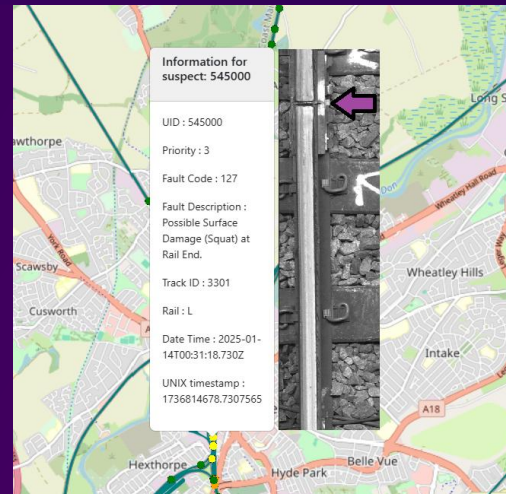 Information for
suspect: 545000
UID : 545000
Priority : 3
Fault Code : 127
Fault Description :
Possible Surface
Damage (Squat) at
Rail End.
Track ID : 3301
Rail : L
Date Time : 2025-01-
14T00:31:18.730Z
UNIX timestamp :
1736814678.7307565
awthorpe
York Road
Scawsby
Cusworth
Hexthorpe
Hyde Park
Belle Vue
A18
Intake
Wheatley Hills
Wheatley Hall Road
Don
Long S